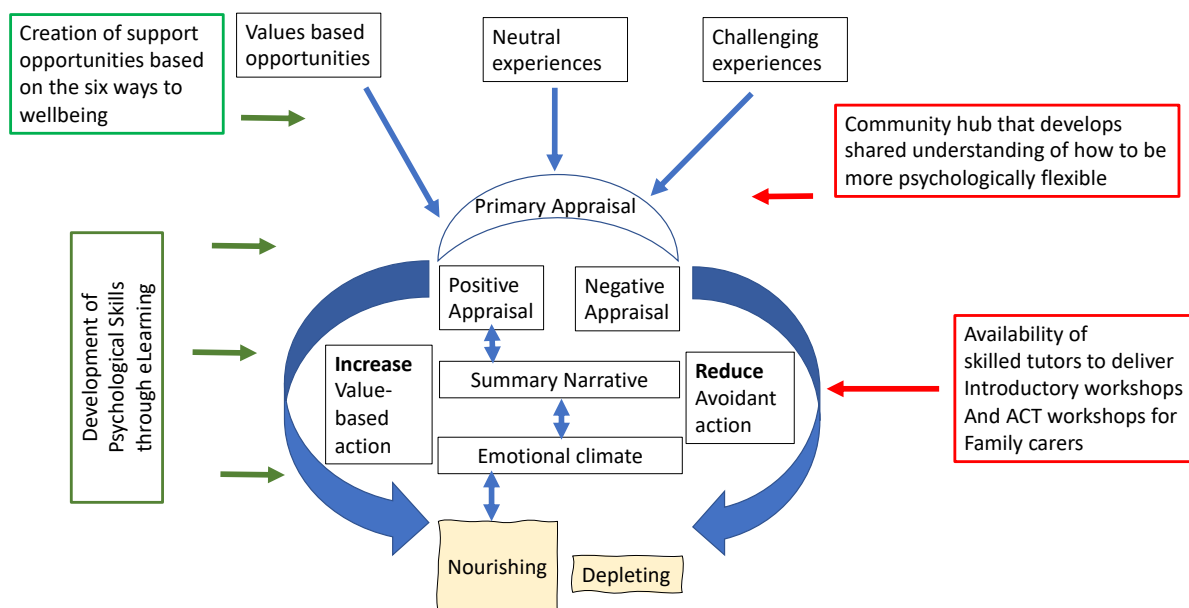 Creation of support
opportunities based
on the six ways to
wellbeing
Values based
opportunities
Neutral
experiences
Challenging
experiences
Community hub that develops
shared understanding of how to be
more psychologically flexible
Primary Appraisal
Development of
Psychological Skills
through eLearning
Positive
Appraisal
Negative
Appraisal
Increase
Value-
based
action
Summary Narrative
Reduce
Avoidant
action
Availability of
skilled tutors to deliver
Introductory workshops
And ACT workshops for
Family carers
Emotional climate
Nourishing
Depleting